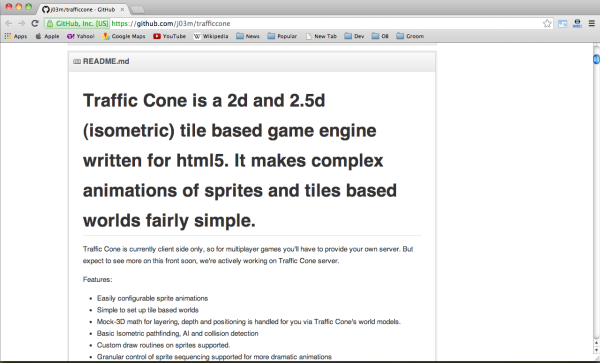 j03m/trafficcone · GitHub
GitHub, Inc. [US] https://github.com/j03m/trafficcone
Apps Apple Yahoo! Google Maps YouTube Wikipedia News Popular New Tab Dev OB Groom
README.md
Traffic Cone is a 2d and 2.5d
(isometric) tile based game engine
written for html5. It makes complex
animations of sprites and tiles based
worlds fairly simple.
Traffic Cone is currently client side only, so for multiplayer games you'll have to provide your own server. But
expect to see more on this front soon, we're actively working on Traffic Cone server.
Features:
• Easily configurable sprite animations
• Simple to set up tile based worlds
• Mock-3D math for layering, depth and positioning is handled for you via Traffic Cone's world models.
• Basic Isometric pathfinding, AI and collision detection
• Custom draw routines on sprites supported.
• Granular control of sprite sequencing supported for more dramatic animations